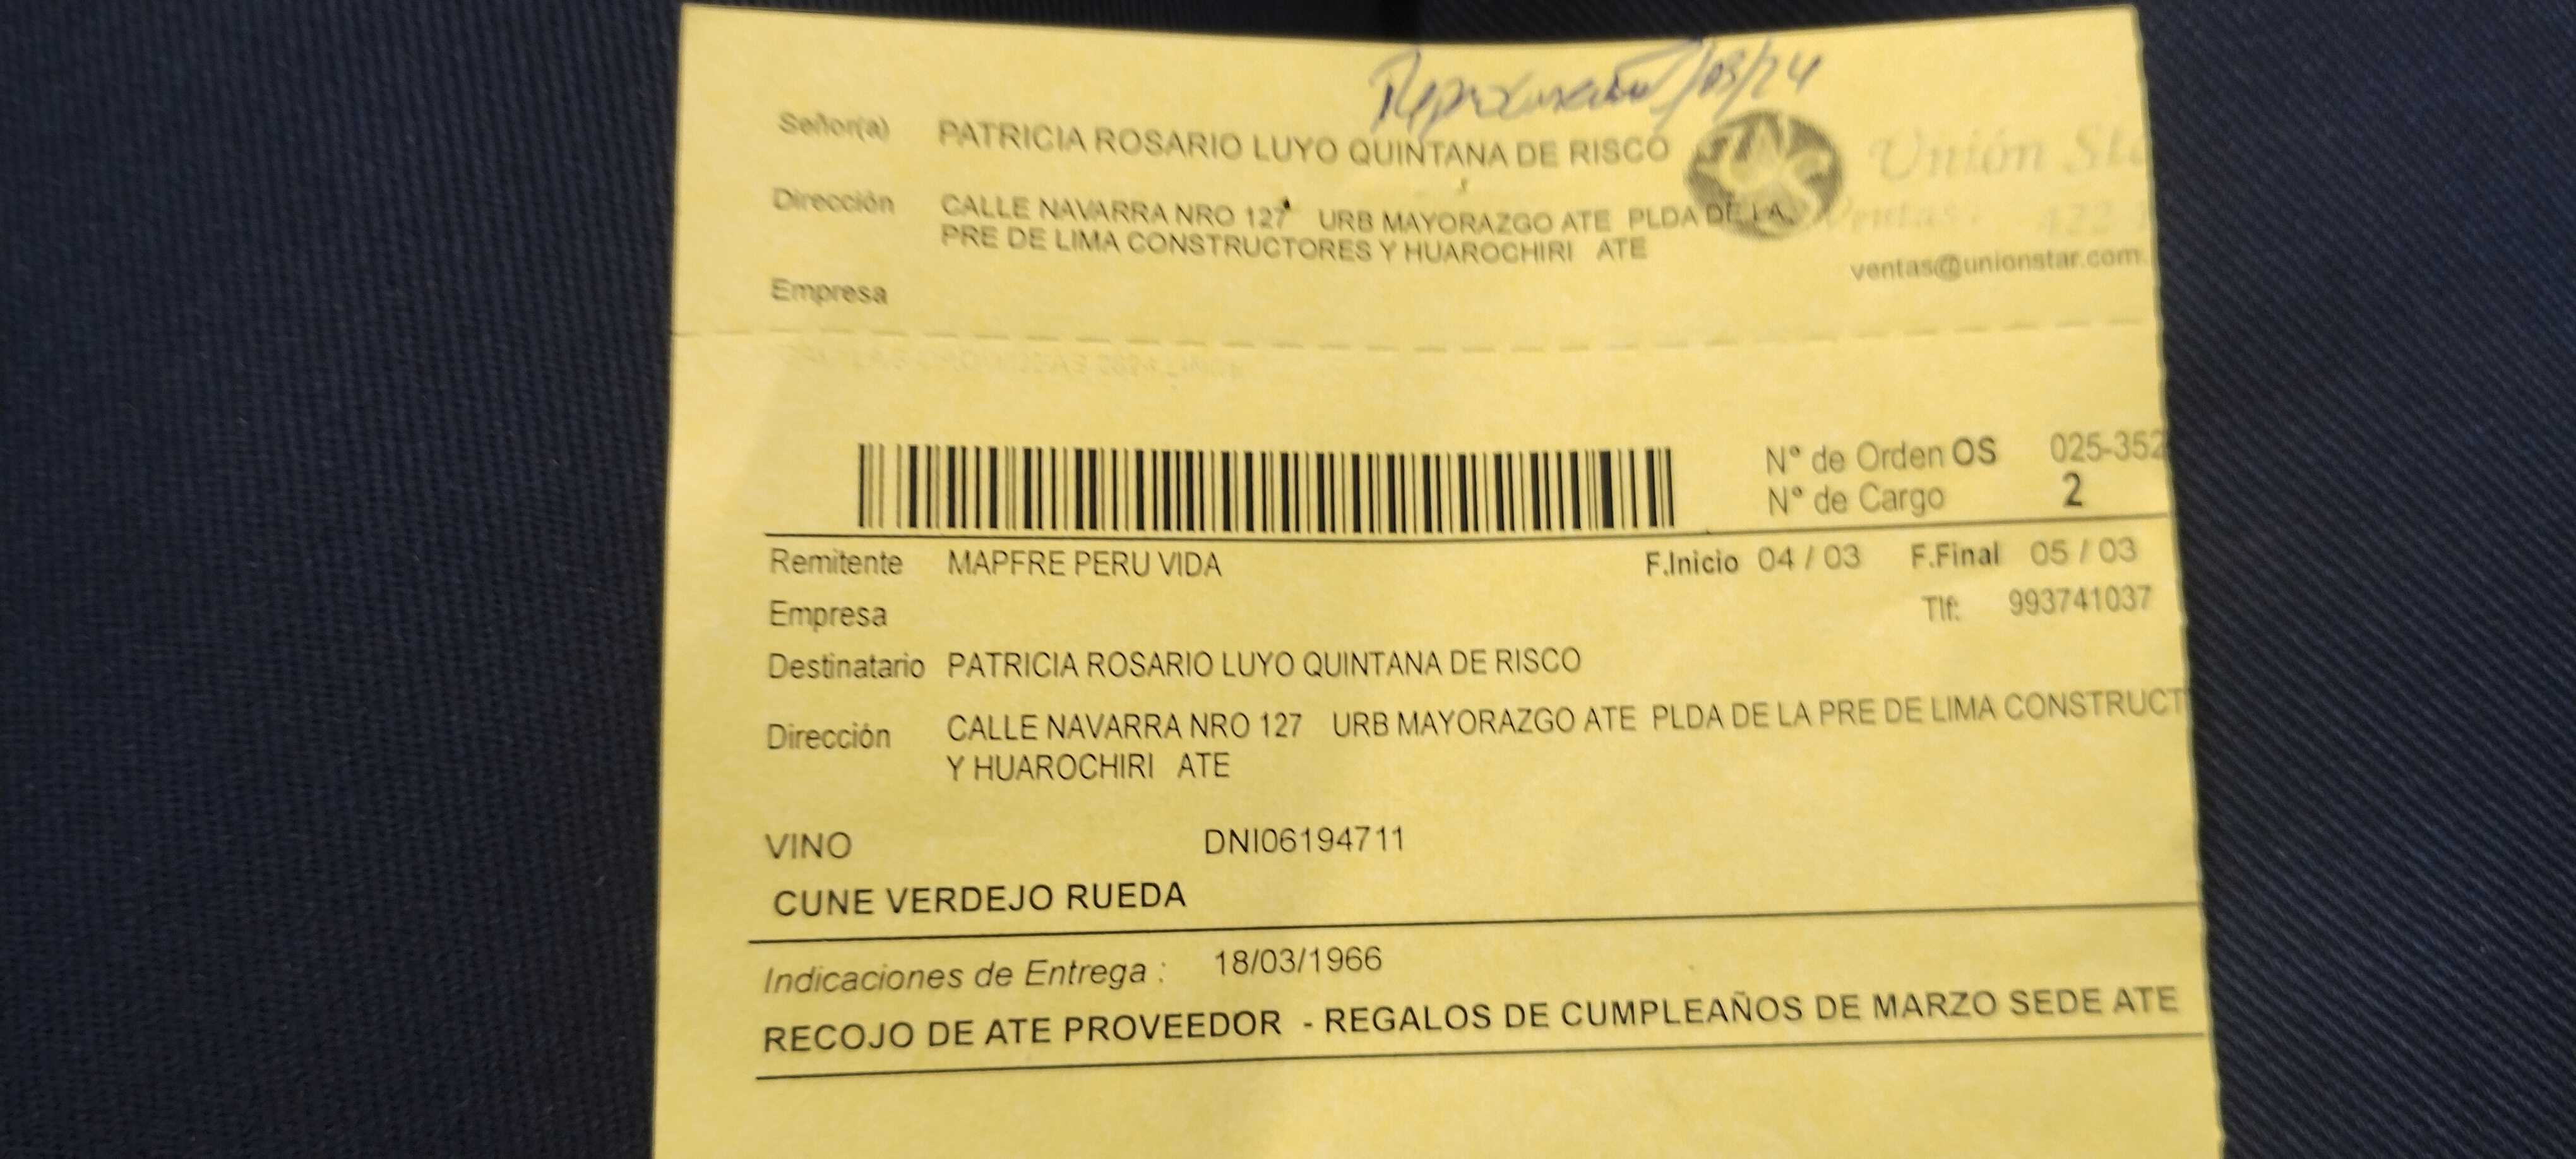 /03/24
Señor(a) PATRICIA ROSARIO LUYO QUINTANA DE RISCO
Unión
Dirección CALLE NAVARRA NRO 127 URB MAYORAZGO ATE PLDA DE LA
PRE DE LIMA CONSTRUCTORES Y HUAROCHIRI ATE
Ventas:
ventas@unionstar.com.
Empresa
N° de Orden OS 025-352
N° de Cargo 2
Remitente MAPFRE PERU VIDA F.Inicio 04 / 03 F.Final 05 / 03
Empresa Tlf: 993741037
Destinatario PATRICIA ROSARIO LUYO QUINTANA DE RISCO
Dirección CALLE NAVARRA NRO 127 URB MAYORAZGO ATE PLDA DE LA PRE DE LIMA CONSTRUCT
Y HUAROCHIRI ATE
VINO DNI06194711
CUNE VERDEJO RUEDA
Indicaciones de Entrega : 18/03/1966
RECOJO DE ATE PROVEEDOR - REGALOS DE CUMPLEAÑOS DE MARZO SEDE ATE